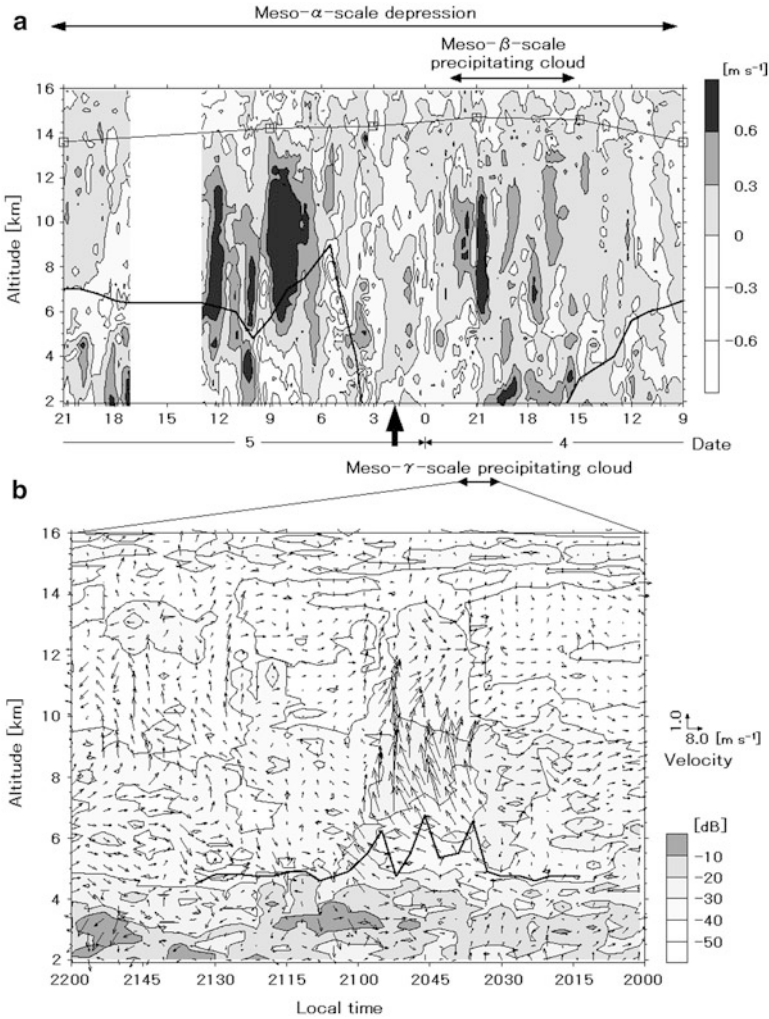 a
Meso-α-scale depression
Meso-β-scale
precipitating cloud
[m s⁻¹]
16
14
12
10
8
6
4
2
Altitude [km]
0.6
0.3
0
-0.3
-0.6
21 18 15 12 9 6 3 0 21 18 15 12 9
5 4 Date
Meso-γ-scale precipitating cloud
b
16
14
12
10
8
6
4
2
Altitude [km]
1.0
8.0 [m s⁻¹]
Velocity
[dB]
-10
-20
-30
-40
-50
2200 2145 2130 2115 2100 2045 2030 2015 2000
Local time